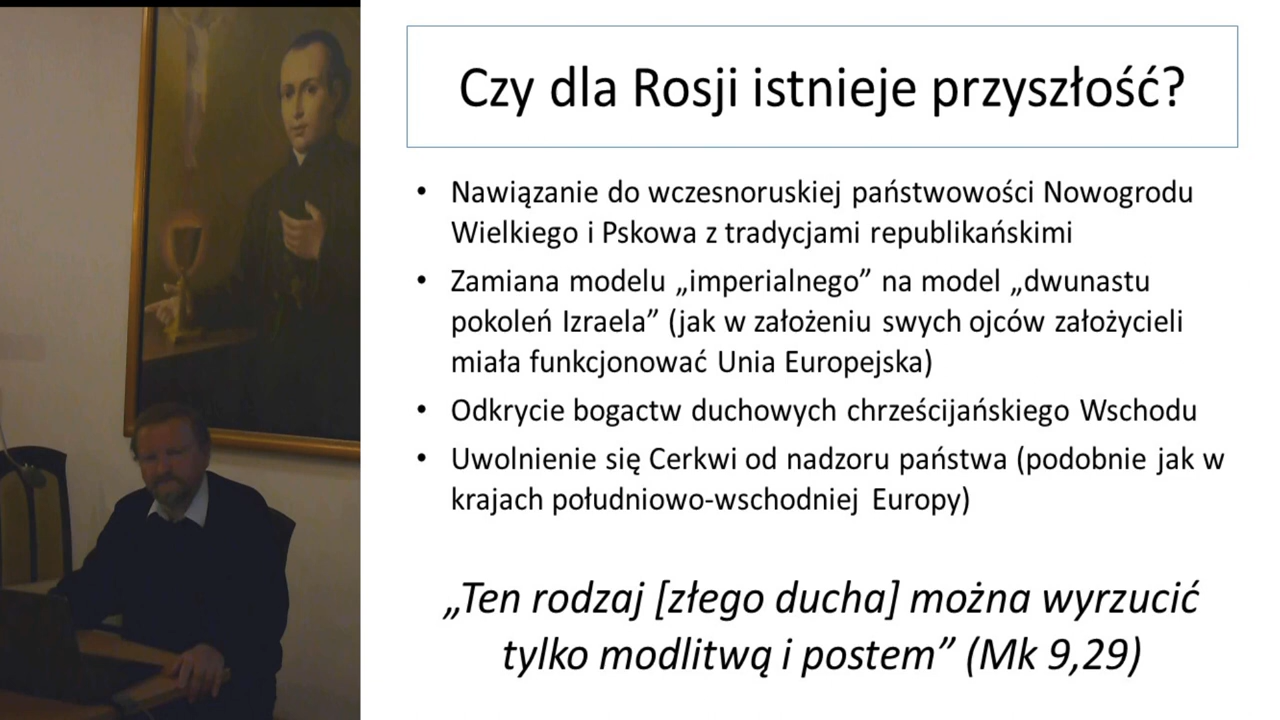 Czy dla Rosji istnieje przyszłość?
• Nawiązanie do wczesnoruskiej państwowości Nowogrodu
Wielkiego i Pskowa z tradycjami republikańskimi
• Zamiana modelu „imperialnego” na model „dwunastu
pokoleń Izraela” (jak w założeniu swych ojców założycieli
miała funkcjonować Unia Europejska)
• Odkrycie bogactw duchowych chrześcijańskiego Wschodu
• Uwolnienie się Cerkwi od nadzoru państwa (podobnie jak w
krajach południowo-wschodniej Europy)
„Ten rodzaj [złego ducha] można wyrzucić
tylko modlitwą i postem” (Mk 9,29)